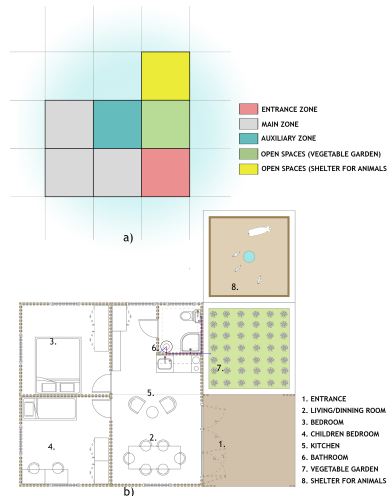 ENTRANCE ZONE
MAIN ZONE
AUXILIARY ZONE
OPEN SPACES (VEGETABLE GARDEN)
OPEN SPACES (SHELTER FOR ANIMALS
a)
8.
3.
6.
7.
5.
4.
2.
1.
1. ENTRANCE
2. LIVING/DINNING ROOM
3. BEDROOM
4. CHILDREN BEDROOM
5. KITCHEN
6. BATHROOM
7. VEGETABLE GARDEN
8. SHELTER FOR ANIMALS
b)